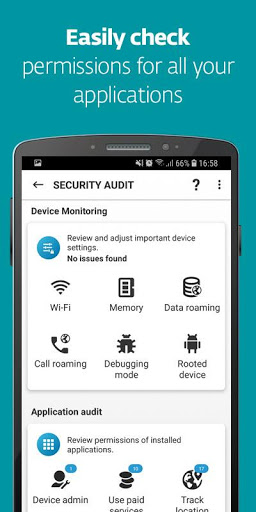 Easily check
permissions for all your
applications
66% 16:58
SECURITY AUDIT ?
Device Monitoring
Review and adjust important device
settings.
No issues found
Wi-Fi Memory Data roaming
Call roaming Debugging Rooted
mode device
Application audit
Review permissions of installed
applications.
1 10 17
Device admin Use paid Track
services location